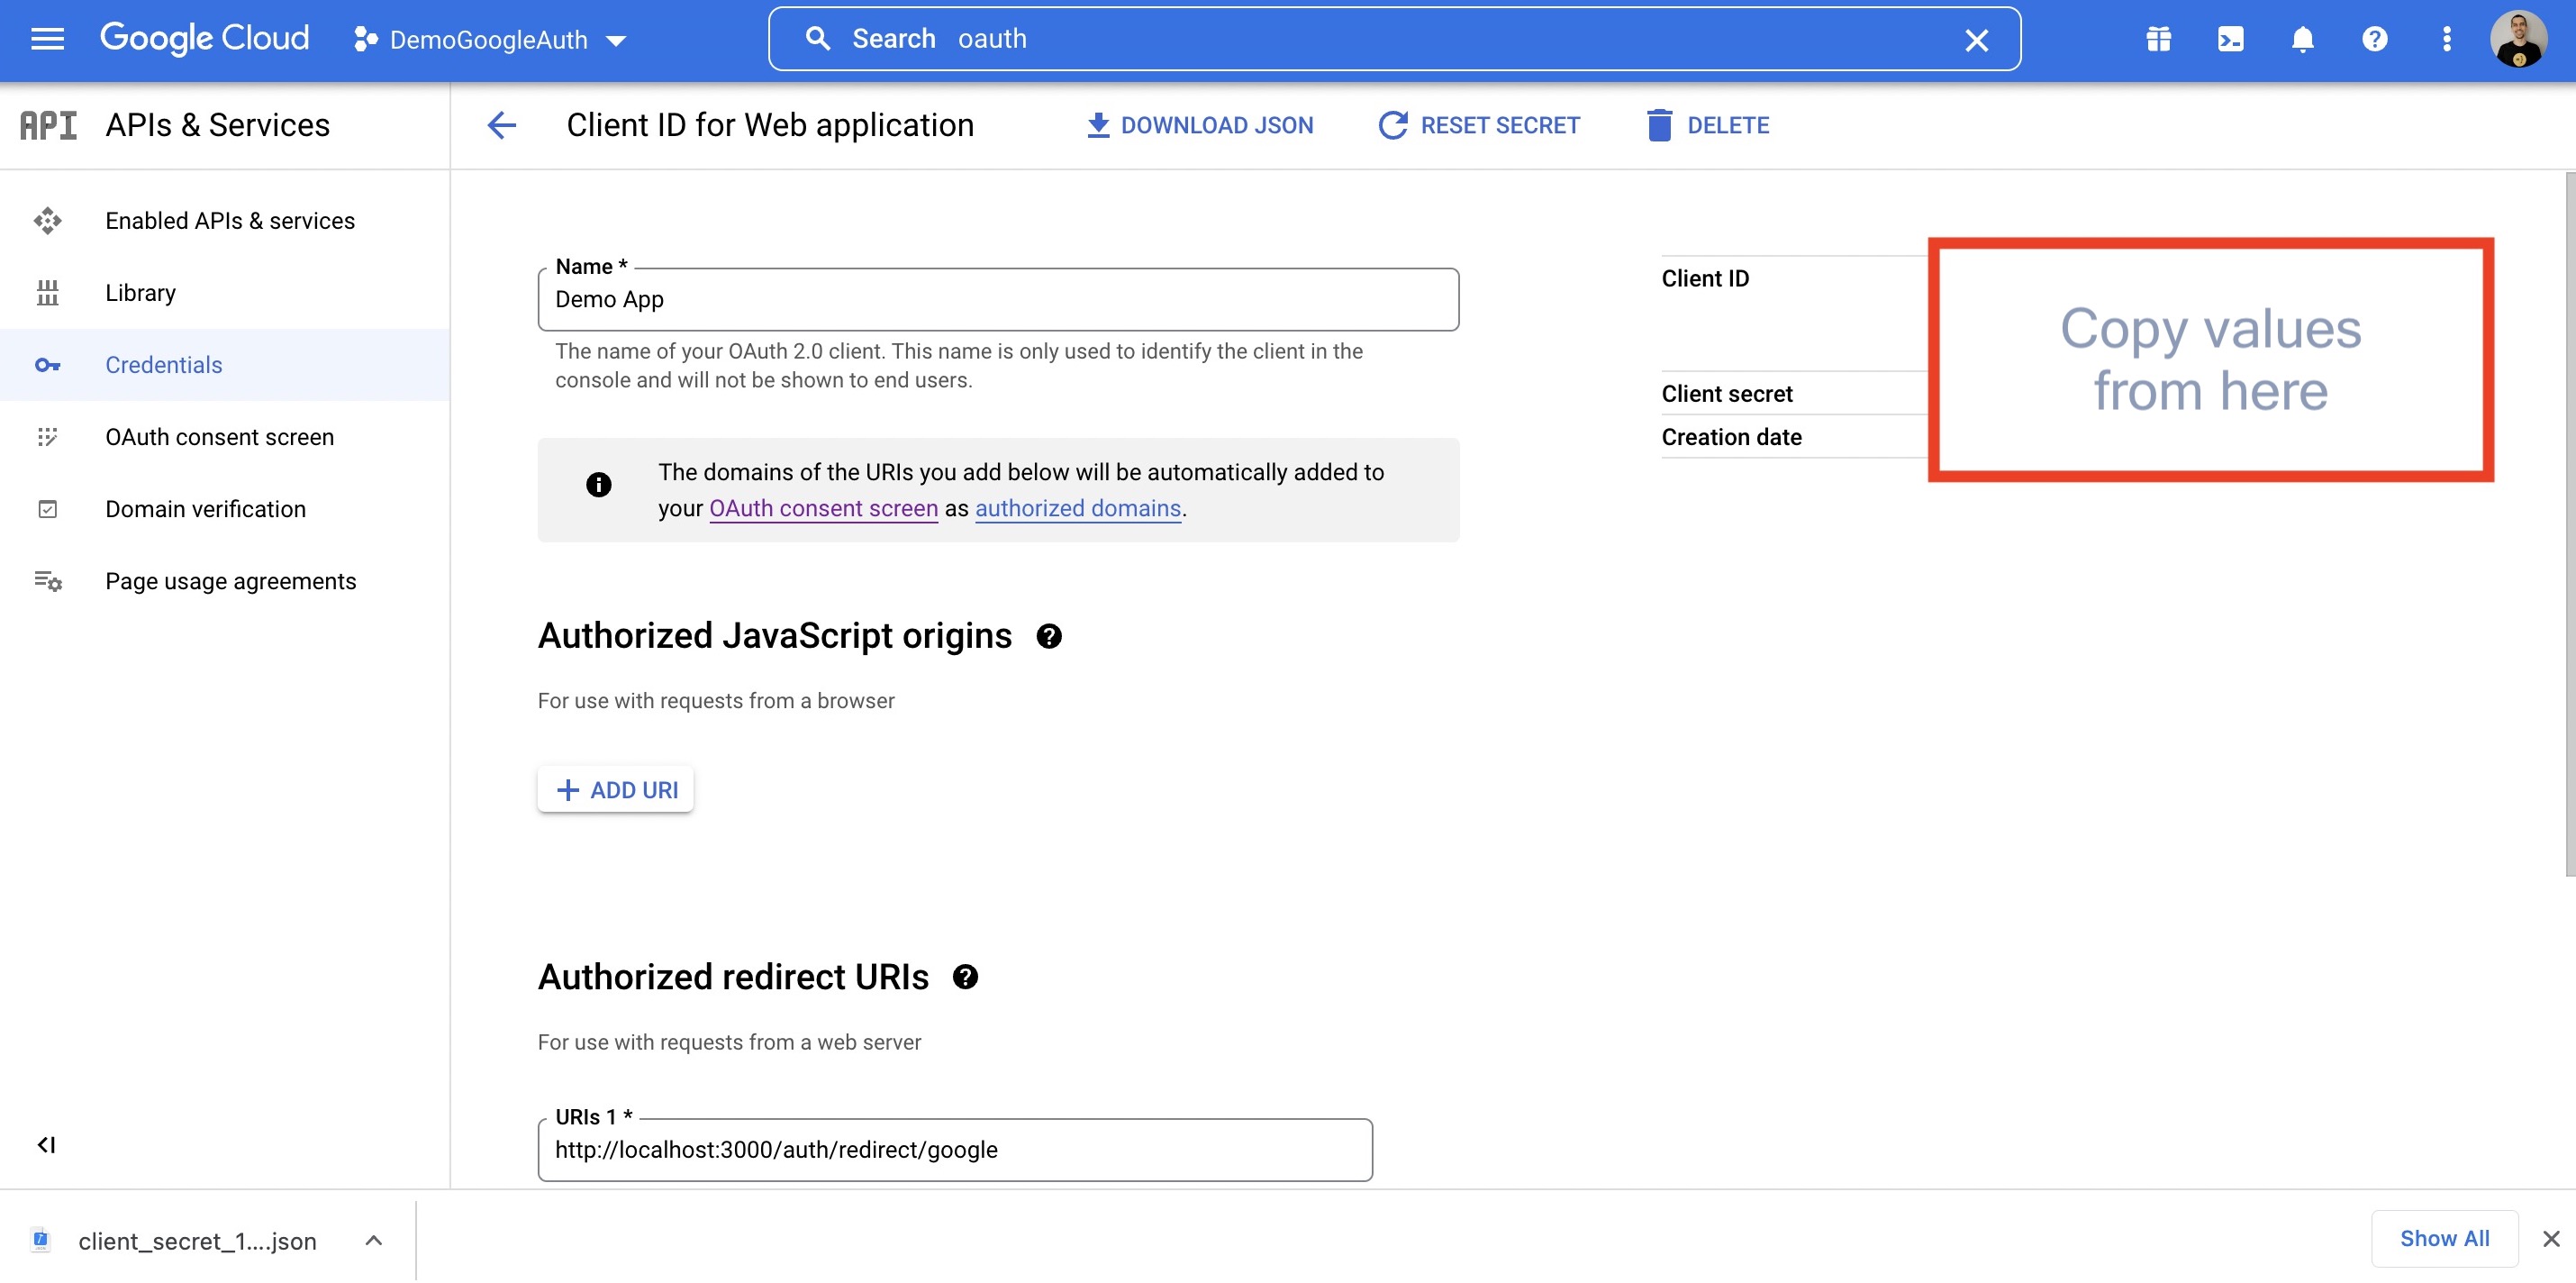 Google Cloud
DemoGoogleAuth
Search oauth
API
APIs & Services
Client ID for Web application
DOWNLOAD JSON
RESET SECRET
DELETE
Enabled APIs & services
Library
Credentials
OAuth consent screen
Domain verification
Page usage agreements
Name *
Demo App
The name of your OAuth 2.0 client. This name is only used to identify the client in the
console and will not be shown to end users.
The domains of the URIs you add below will be automatically added to
your OAuth consent screen as authorized domains.
Client ID
Client secret
Creation date
Copy values
from here
Authorized JavaScript origins
For use with requests from a browser
ADD URI
Authorized redirect URIs
For use with requests from a web server
URIs 1 *
http://localhost:3000/auth/redirect/google
client_secret_1....json
Show All